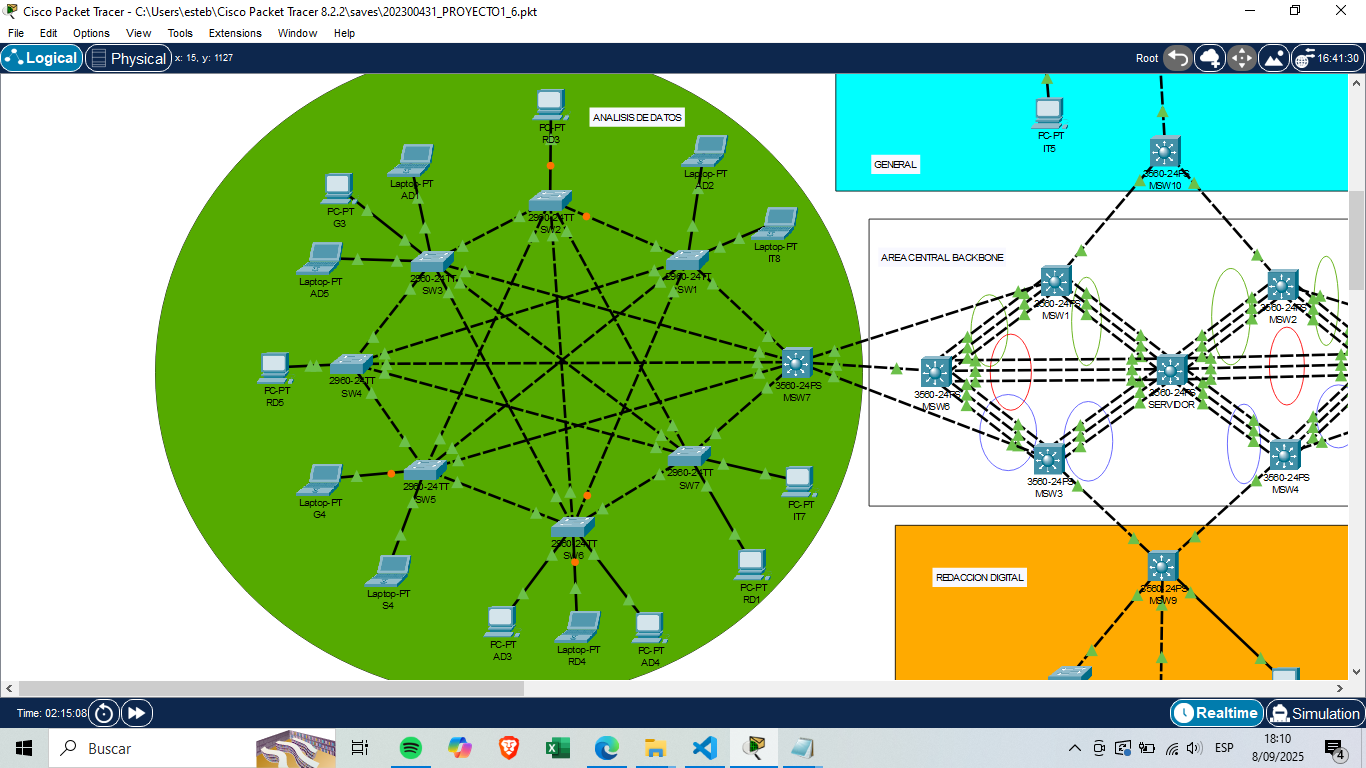 Cisco Packet Tracer - C:\Users\esteb\Cisco Packet Tracer 8.2.2\saves\202300431_PROYECTO1_6.pkt
File Edit Options View Tools Extensions Window Help
Logical Physical x: 15, y: 1127 Root 16:41:30
PC-PT
RD3
ANALISIS DE DATOS
Laptop-PT
AD1
Laptop-PT
AD2
PC-PT
G3
Laptop-PT
IT8
Laptop-PT
AD5
2960-24TT
SW2
2960-24TT
SW3
2960-24TT
SW1
PC-PT
RD5
2960-24TT
SW4
3560-24PS
MSW7
Laptop-PT
G4
2960-24TT
SW5
2960-24TT
SW7
PC-PT
IT7
2960-24TT
SW6
Laptop-PT
S4
PC-PT
RD1
PC-PT
AD3
Laptop-PT
RD4
PC-PT
AD4
PC-PT
IT5
GENERAL
3560-24PS
MSW10
AREA CENTRAL BACKBONE
3560-24PS
MSW1
3560-24PS
MSW2
3560-24PS
MSW6
3560-24PS
SERVIDOR
3560-24PS
MSW3
3560-24PS
MSW4
REDACCION DIGITAL
3560-24PS
MSW9
Time: 02:15:08 Realtime Simulation
Buscar
ESP
18:10
8/09/2025
4